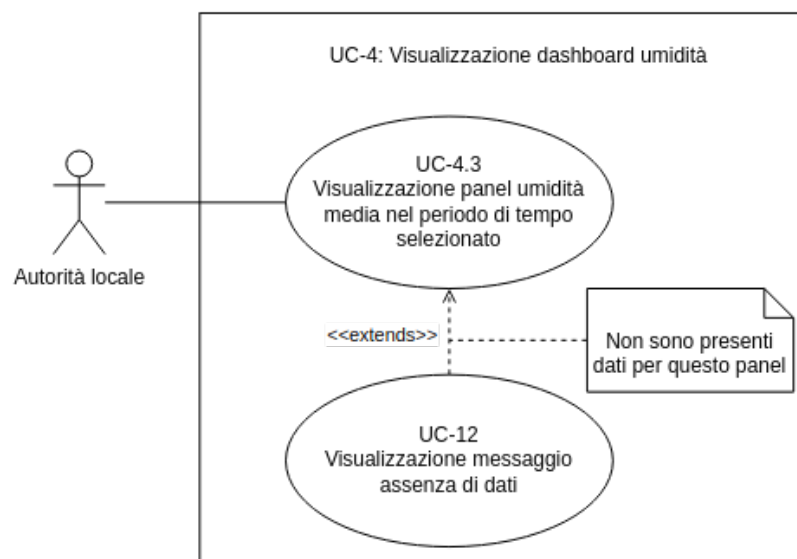 UC-4: Visualizzazione dashboard umidità
UC-4.3
Visualizzazione panel umidità
media nel periodo di tempo
selezionato
Autorità locale
<<extends>>
Non sono presenti
dati per questo panel
UC-12
Visualizzazione messaggio
assenza di dati